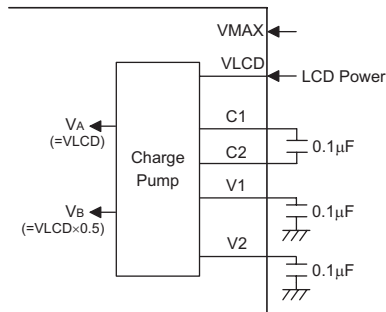 VMAX
VLCD
LCD Power
VA
(=VLCD)
C1
0.1µF
C2
Charge
Pump
V1
0.1µF
VB
(=VLCD×0.5)
V2
0.1µF